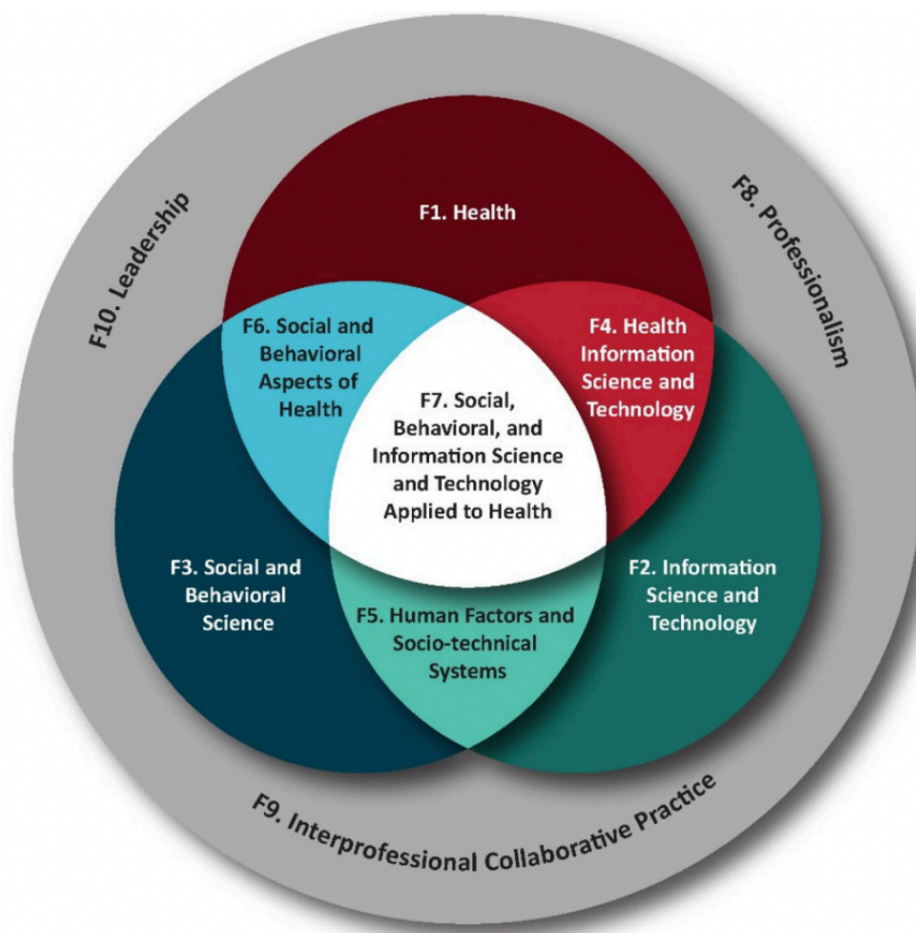 F1. Health
F10. Leadership
F8. Professionalism
F6. Social and
Behavioral
Aspects of
Health
F4. Health
Information
Science and
Technology
F7. Social,
Behavioral, and
Information Science
and Technology
Applied to Health
F3. Social and
Behavioral
Science
F2. Information
Science and
Technology
F5. Human Factors and
Socio-technical
Systems
F9. Interprofessional Collaborative Practice